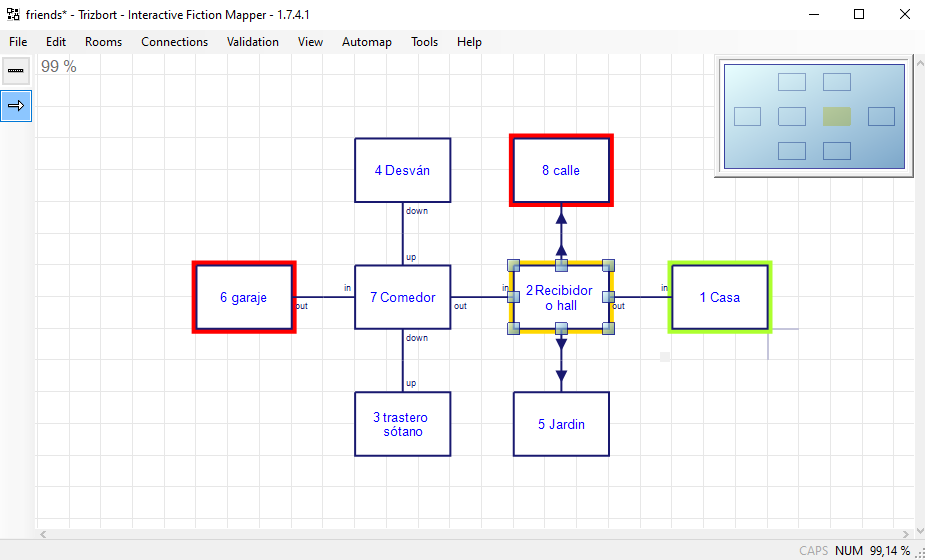 friends* - Trizbort - Interactive Fiction Mapper - 1.7.4.1
File Edit Rooms Connections Validation View Automap Tools Help
99 %
4 Desván
8 calle
down
up
6 garaje
out
in
7 Comedor
out
in
2 Recibidor
o hall
out
in
1 Casa
down
up
3 trastero
sótano
5 Jardin
CAPS NUM 99,14 %